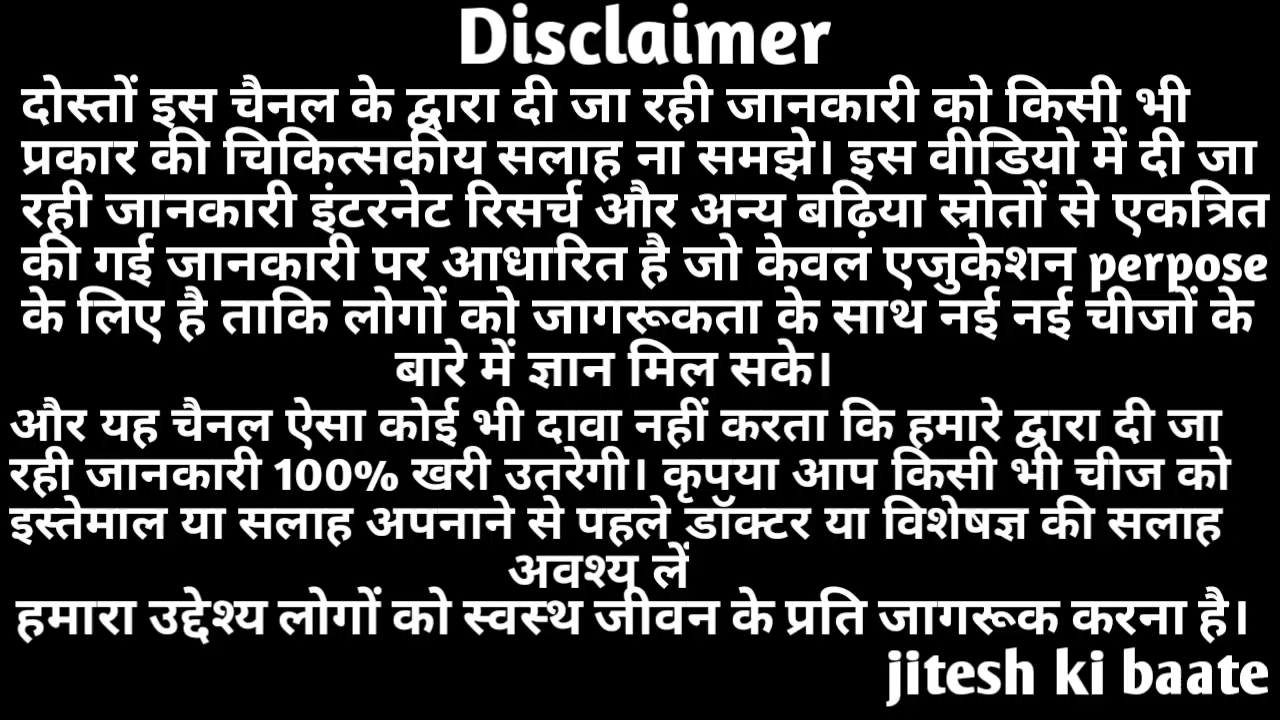 Disclaimer
दोस्तों इस चैनल के द्वारा दी जा रही जानकारी को किसी भी
प्रकार की चिकित्सकीय सलाह ना समझे। इस वीडियो में दी जा
रही जानकारी इंटरनेट रिसर्च और अन्य बढ़िया स्रोतों से एकत्रित
की गई जानकारी पर आधारित है जो केवल एजुकेशन perpose
के लिए है ताकि लोगों को जागरूकता के साथ नई नई चीजों के
बारे में ज्ञान मिल सके।
और यह चैनल ऐसा कोई भी दावा नहीं करता कि हमारे द्वारा दी जा
रही जानकारी 100% खरी उतरेगी। कृपया आप किसी भी चीज को
इस्तेमाल या सलाह अपनाने से पहले डॉक्टर या विशेषज्ञ की सलाह
अवश्य लें
हमारा उद्देश्य लोगों को स्वस्थ जीवन के प्रति जागरूक करना है।
jitesh ki baate